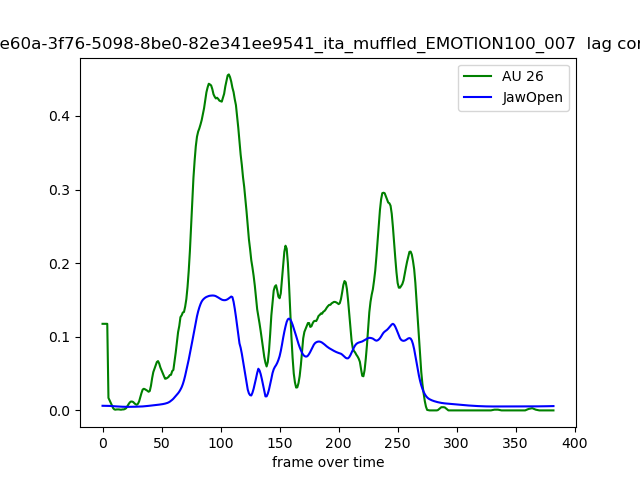 e60a-3f76-5098-8be0-82e341ee9541_ita_muffled_EMOTION100_007 lag cor
AU 26
JawOpen
0.4
0.3
0.2
0.1
0.0
0 50 100 150 200 250 300 350 400
frame over time